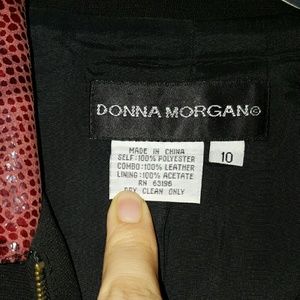 DONNA MORGAN©
MADE IN CHINA
SELF:100% POLYESTER
COMBO:100% LEATHER
LINING:100% ACETATE
RN 63196
DRY CLEAN ONLY
10